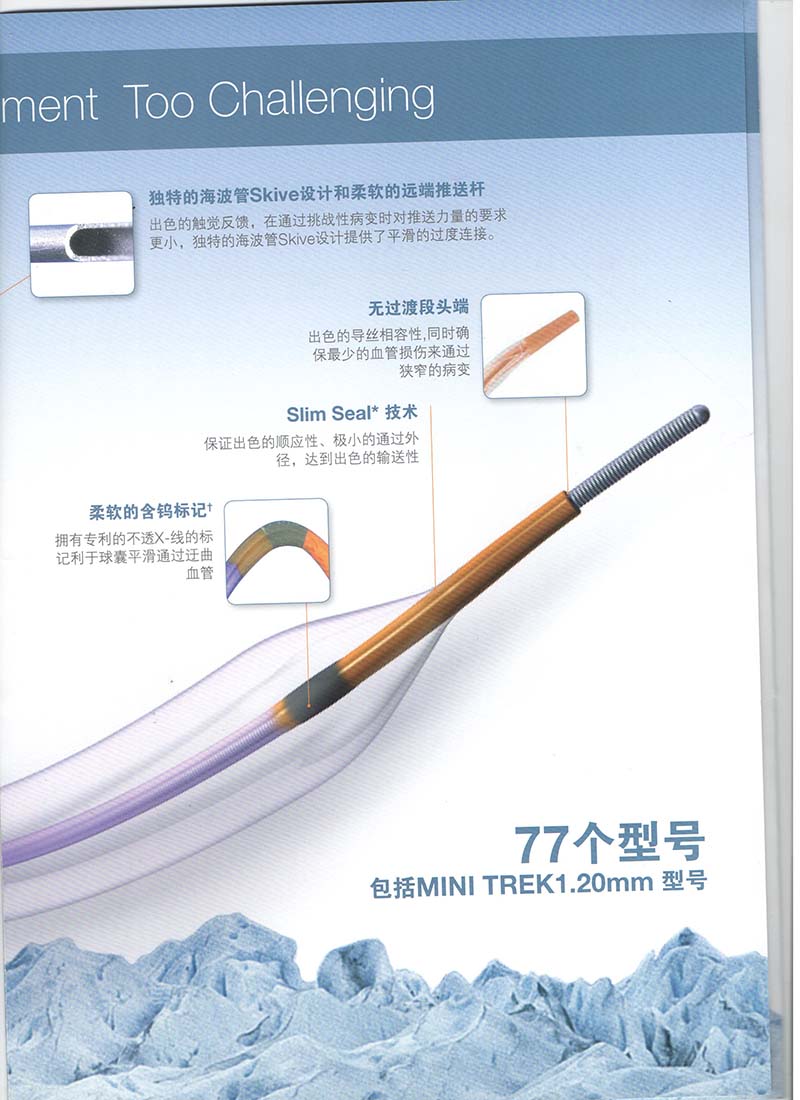 ment Too Challenging
独特的海波管Skive设计和柔软的远端推送杆
出色的触觉反馈，在通过挑战性病变时对推送力量的要求
更小，独特的海波管Skive设计提供了平滑的过度连接。
无过渡段头端
出色的导丝相容性,同时确
保最少的血管损伤来通过
狭窄的病变
Slim Seal* 技术
保证出色的顺应性、极小的通过外
径，达到出色的输送性
柔软的含钨标记†
拥有专利的不透X-线的标
记利于球囊平滑通过迂曲
血管
77个型号
包括MINI TREK1.20mm 型号